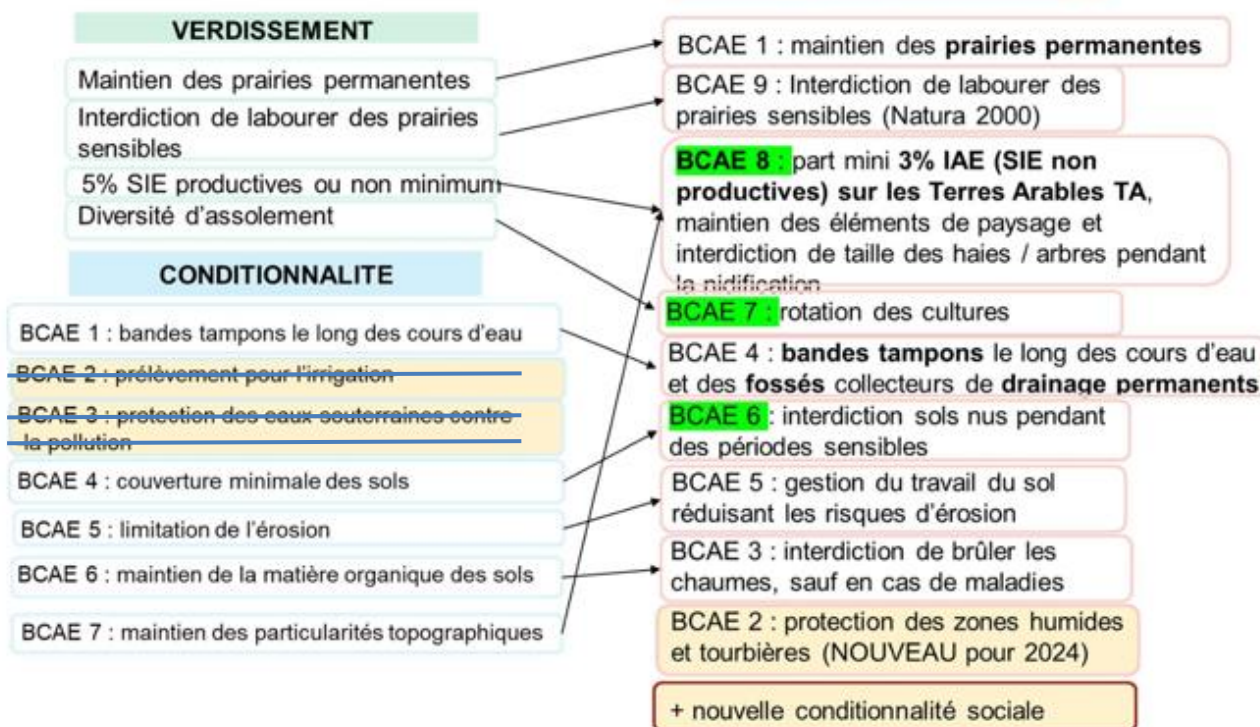 VERDISSEMENT
Maintien des prairies permanentes
Interdiction de labourer des prairies
sensibles
5% SIE productives ou non minimum
Diversité d'assolement
CONDITIONNALITE
BCAE 1 : bandes tampons le long des cours d'eau
BCAE 2 : prélèvement pour l'irrigation
BCAE 3 : protection des eaux souterraines contre
la pollution
BCAE 4 : couverture minimale des sols
BCAE 5 : limitation de l'érosion
BCAE 6 : maintien de la matière organique des sols
BCAE 7 : maintien des particularités topographiques
BCAE 1 : maintien des prairies permanentes
BCAE 9 : Interdiction de labourer des
prairies sensibles (Natura 2000)
BCAE 8 : part mini 3% IAE (SIE non
productives) sur les Terres Arables TA,
maintien des éléments de paysage et
interdiction de taille des haies / arbres pendant
la nidification
BCAE 7 : rotation des cultures
BCAE 4 : bandes tampons le long des cours d'eau
et des fossés collecteurs de drainage permanents
BCAE 6 : interdiction sols nus pendant
des périodes sensibles
BCAE 5 : gestion du travail du sol
réduisant les risques d'érosion
BCAE 3 : interdiction de brûler les
chaumes, sauf en cas de maladies
BCAE 2 : protection des zones humides
et tourbières (NOUVEAU pour 2024)
+ nouvelle conditionnalité sociale